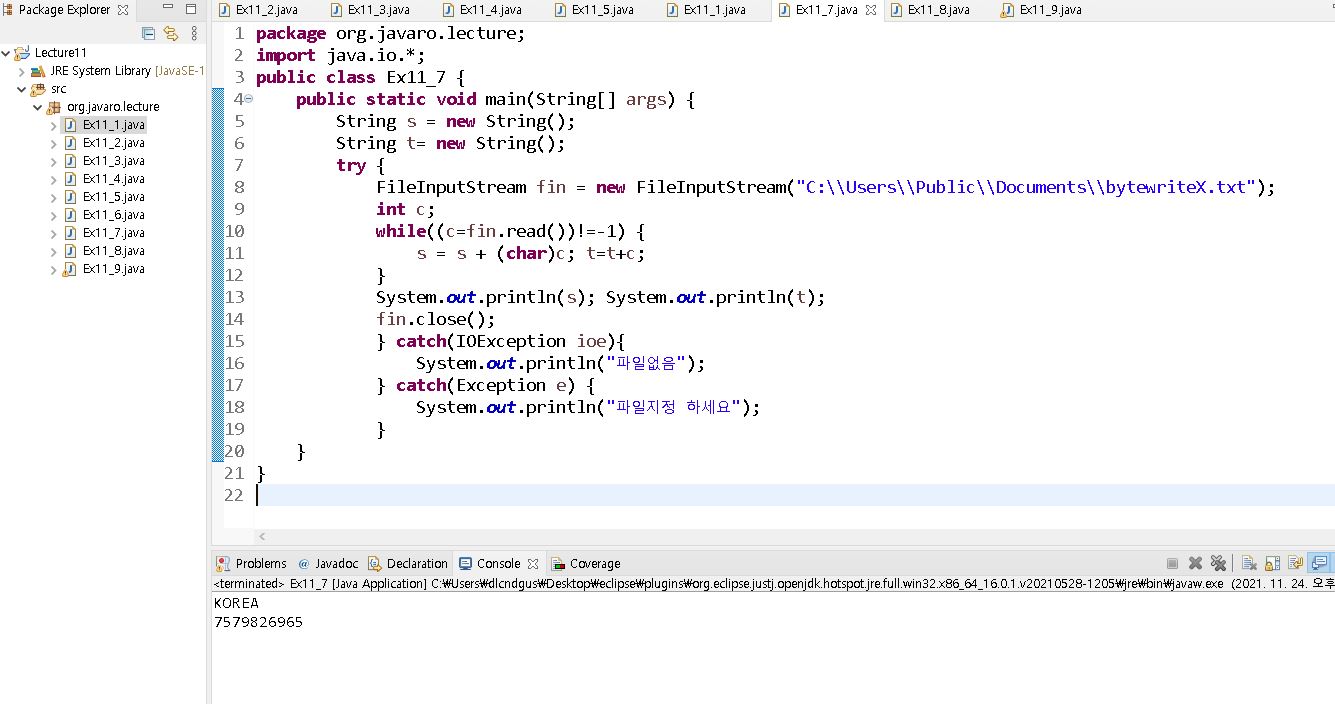 Package Explorer
Lecture11
JRE System Library [JavaSE-1
src
org.javaro.lecture
Ex11_1.java
Ex11_2.java
Ex11_3.java
Ex11_4.java
Ex11_5.java
Ex11_6.java
Ex11_7.java
Ex11_8.java
Ex11_9.java
Ex11_2.java Ex11_3.java Ex11_4.java Ex11_5.java Ex11_1.java Ex11_7.java Ex11_8.java Ex11_9.java
1 package org.javaro.lecture;
2 import java.io.*;
3 public class Ex11_7 {
4 public static void main(String[] args) {
5 String s = new String();
6 String t= new String();
7 try {
8 FileInputStream fin = new FileInputStream("C:\\Users\\Public\\Documents\\bytewriteX.txt");
9 int c;
10 while((c=fin.read())!=-1) {
11 s = s + (char)c; t=t+c;
12 }
13 System.out.println(s); System.out.println(t);
14 fin.close();
15 } catch(IOException ioe){
16 System.out.println("파일없음");
17 } catch(Exception e) {
18 System.out.println("파일지정 하세요");
19 }
20 }
21 }
22
Problems @ Javadoc Declaration Console Coverage
<terminated> Ex11_7 [Java Application] C:₩Users₩dlcndgus₩Desktop₩eclipse₩plugins₩org.eclipse.justj.openjdk.hotspot.jre.full.win32.x86_64_16.0.1.v20210528-1205₩jre₩bin₩javaw.exe (2021. 11. 24. 오후
KOREA
7579826965